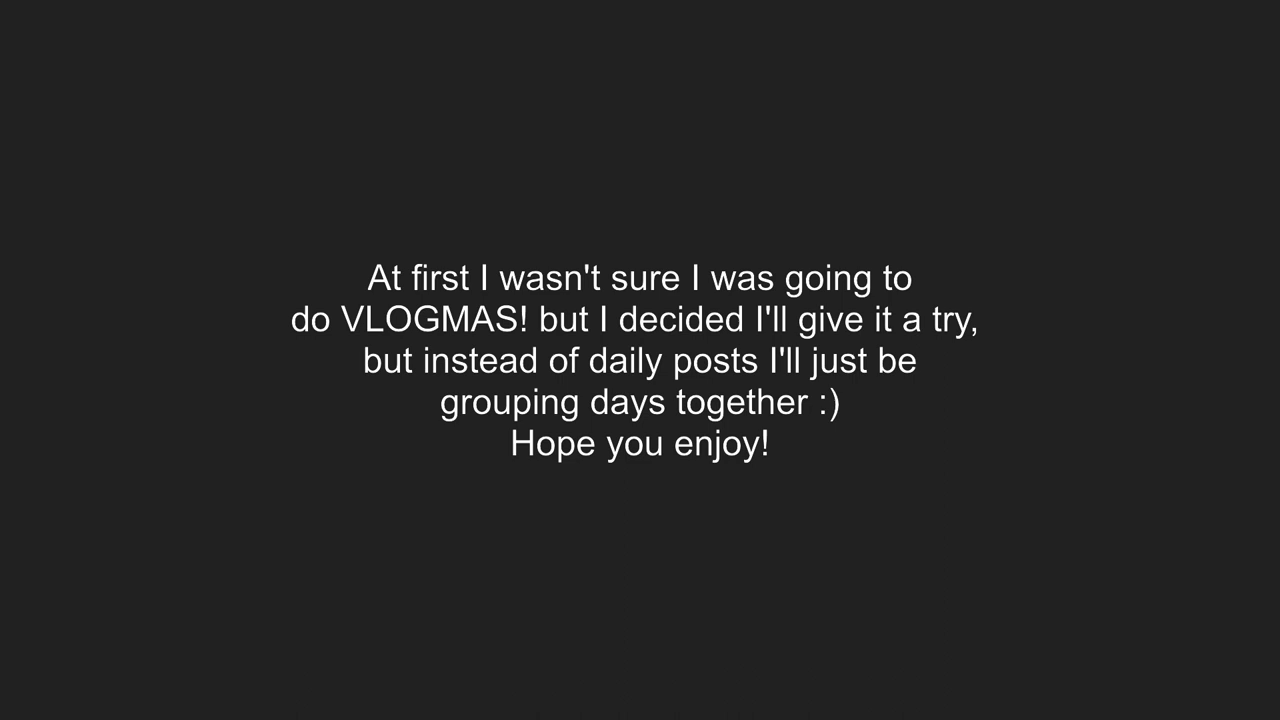 At first I wasn't sure I was going to
do VLOGMAS! but I decided I'll give it a try,
but instead of daily posts I'll just be
grouping days together :)
Hope you enjoy!